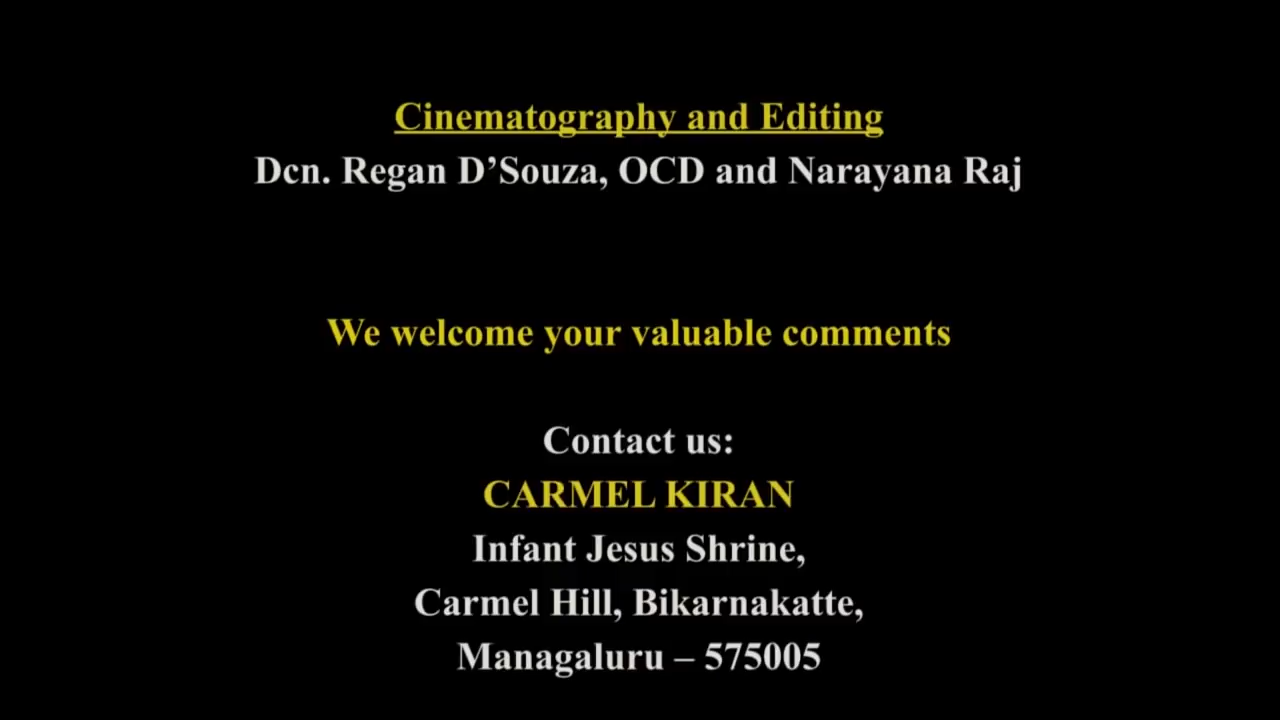 Cinematography and Editing
Dcn. Regan D’Souza, OCD and Narayana Raj
We welcome your valuable comments
Contact us:
CARMEL KIRAN
Infant Jesus Shrine,
Carmel Hill, Bikarnakatte,
Managaluru – 575005